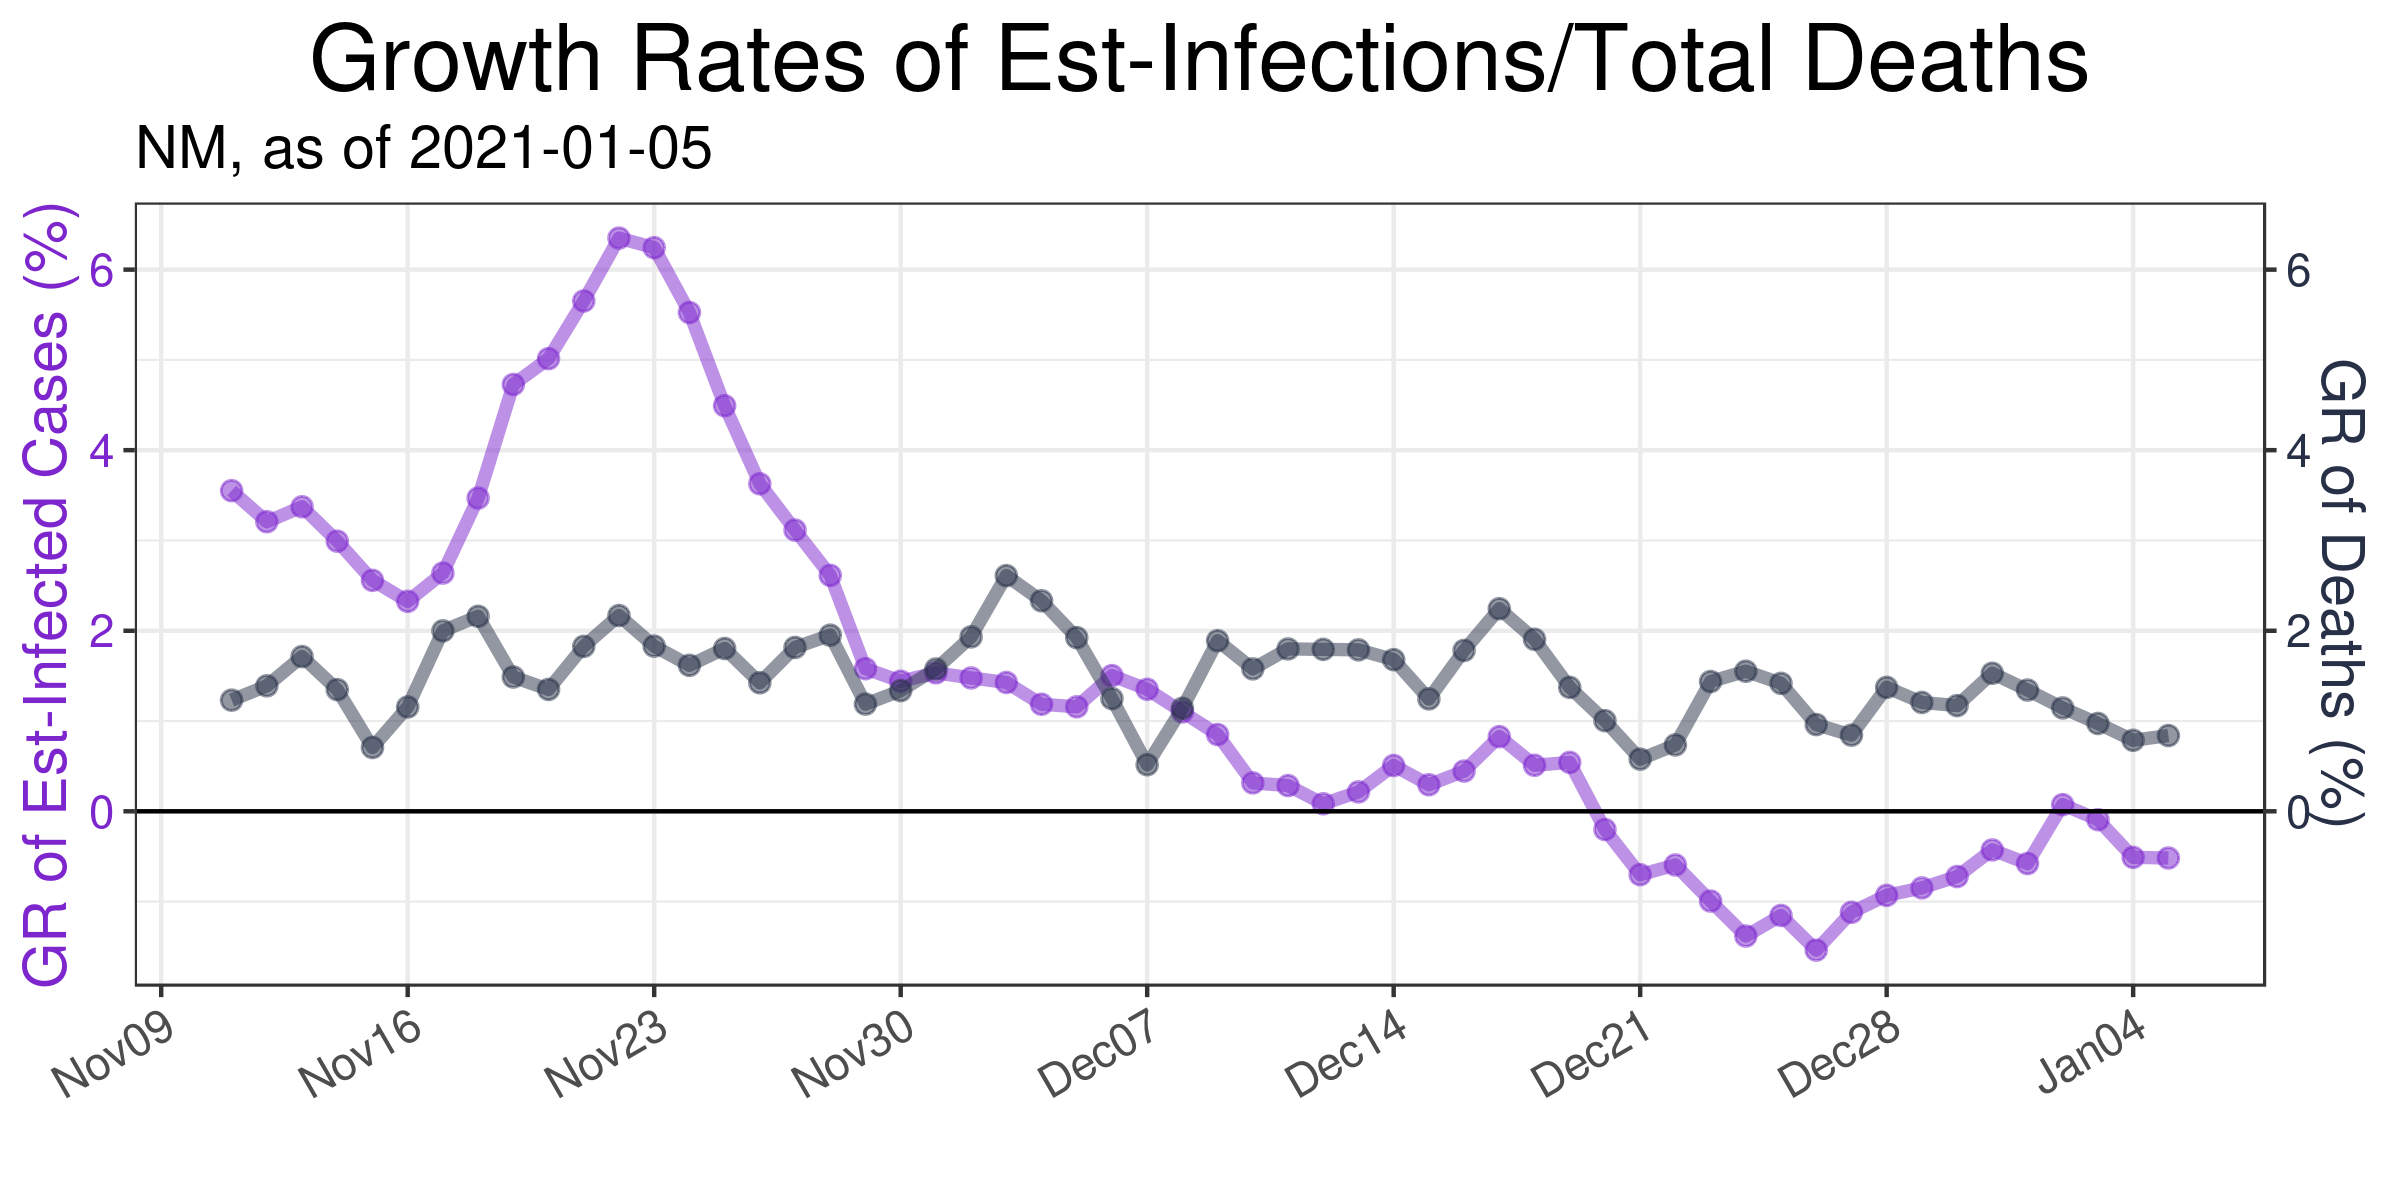 Growth Rates of Est-Infections/Total Deaths
NM, as of 2021-01-05
GR of Est-Infected Cases (%)
6
4
2
0
6
4
2
0
GR of Deaths (%)
Nov09
Nov16
Nov23
Nov30
Dec07
Dec14
Dec21
Dec28
Jan04